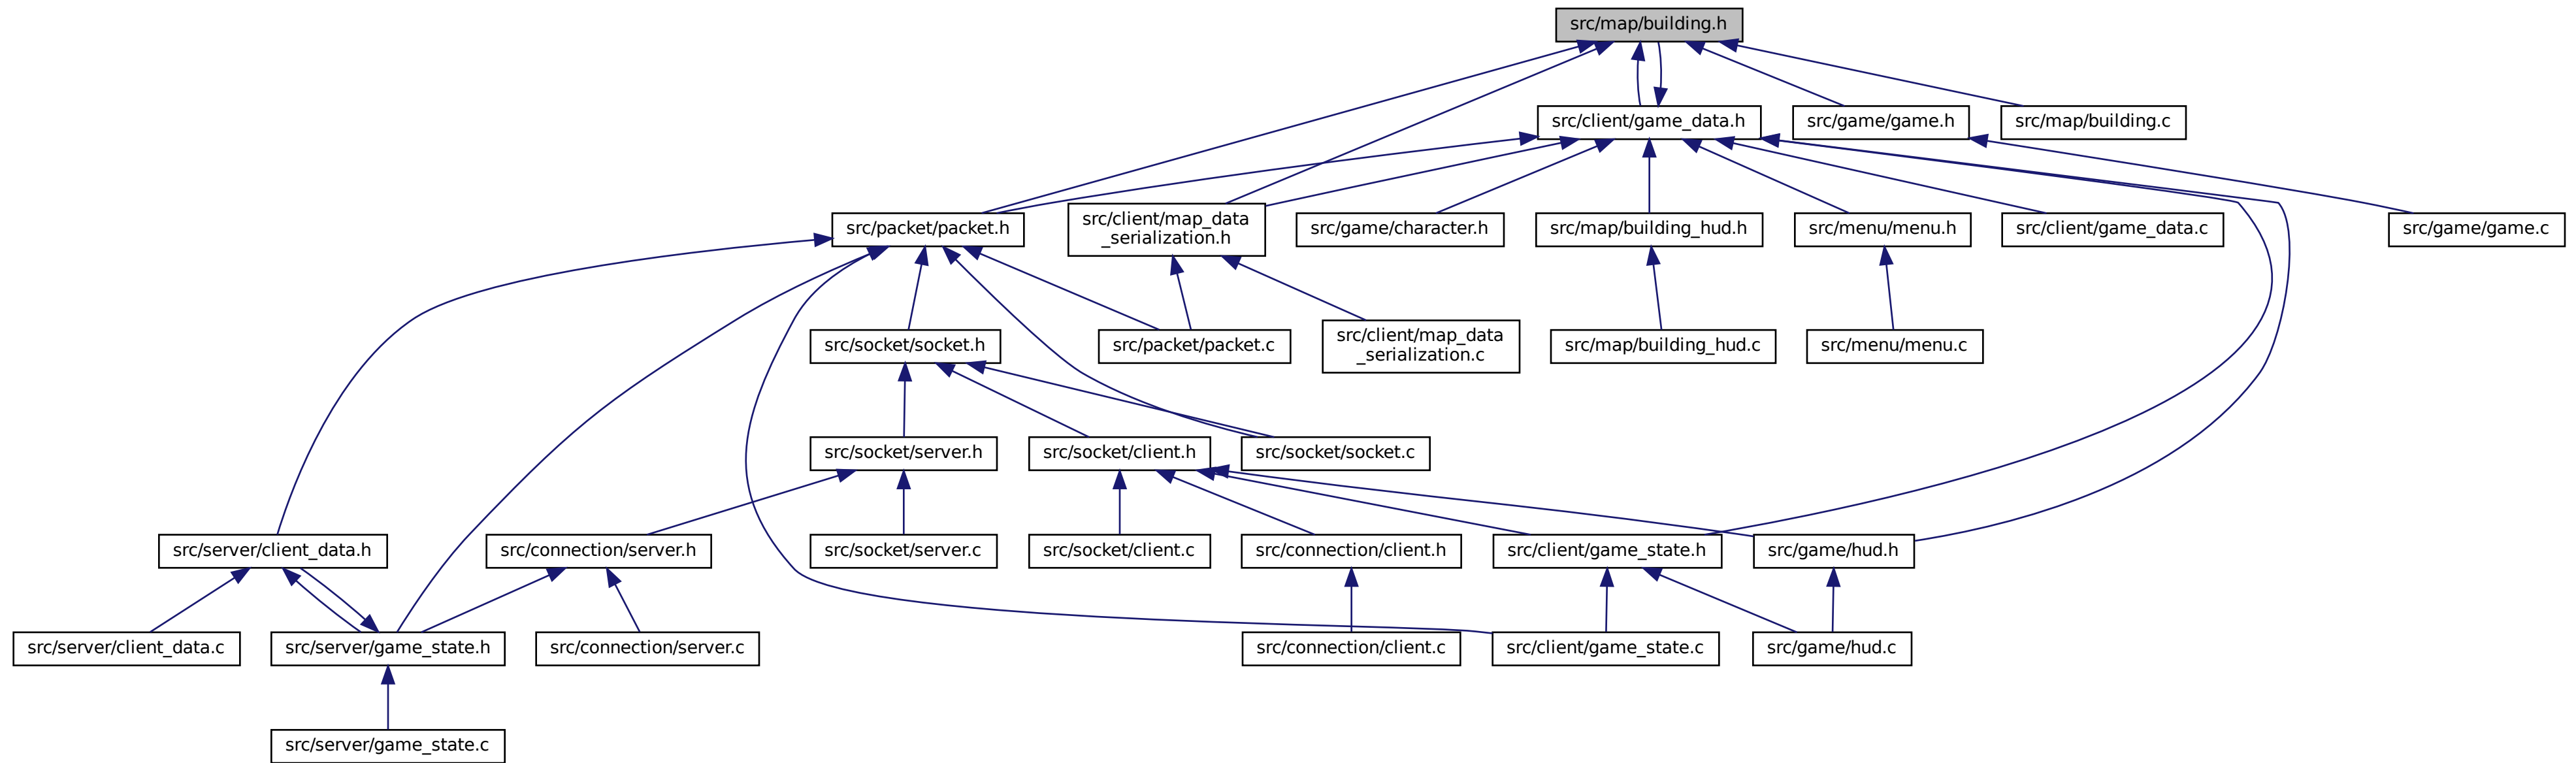 src/map/building.h
src/client/game_data.h
src/game/game.h
src/map/building.c
src/packet/packet.h
src/client/map_data
_serialization.h
src/game/character.h
src/map/building_hud.h
src/menu/menu.h
src/client/game_data.c
src/game/game.c
src/socket/socket.h
src/packet/packet.c
src/client/map_data
_serialization.c
src/map/building_hud.c
src/menu/menu.c
src/socket/server.h
src/socket/client.h
src/socket/socket.c
src/server/client_data.h
src/connection/server.h
src/socket/server.c
src/socket/client.c
src/connection/client.h
src/client/game_state.h
src/game/hud.h
src/server/client_data.c
src/server/game_state.h
src/connection/server.c
src/connection/client.c
src/client/game_state.c
src/game/hud.c
src/server/game_state.c